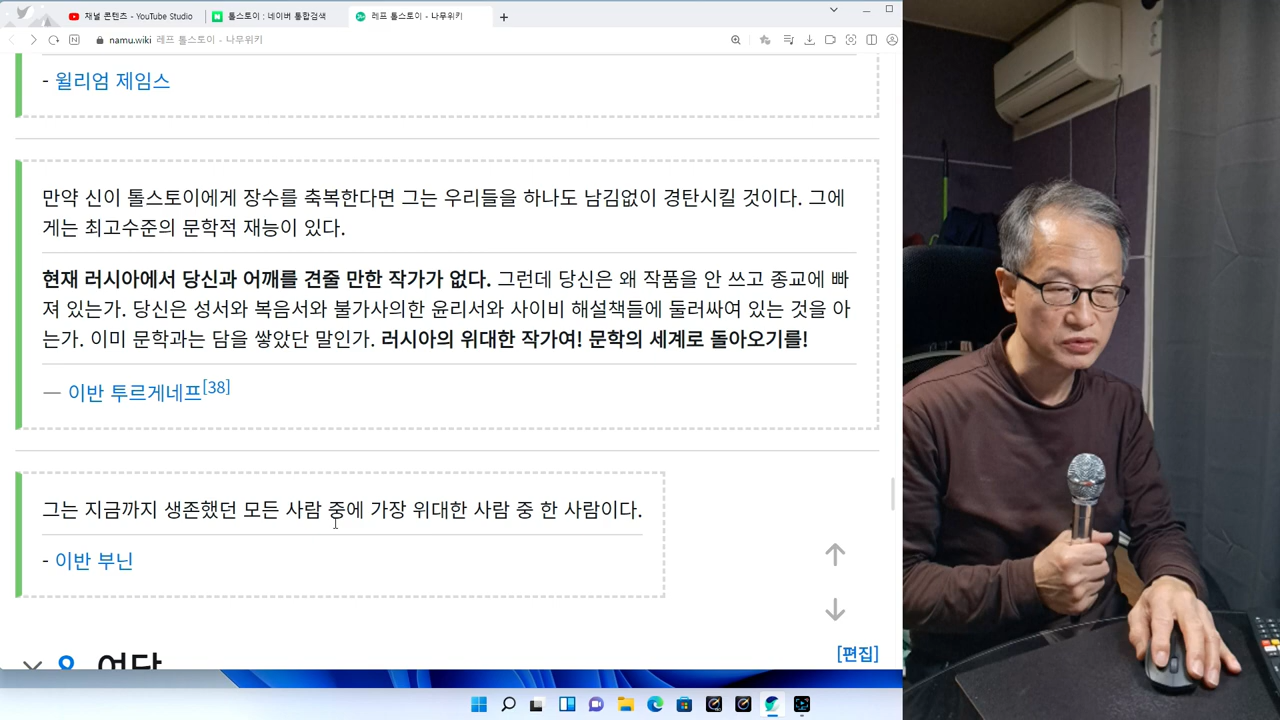 채널 콘텐츠 - YouTube Studio
톨스토이 : 네이버 통합검색
레프 톨스토이 - 나무위키
namu.wiki 레프 톨스토이 - 나무위키
- 윌리엄 제임스
만약 신이 톨스토이에게 장수를 축복한다면 그는 우리들을 하나도 남김없이 경탄시킬 것이다. 그에
게는 최고수준의 문학적 재능이 있다.
현재 러시아에서 당신과 어깨를 견줄 만한 작가가 없다. 그런데 당신은 왜 작품을 안 쓰고 종교에 빠
져 있는가. 당신은 성서와 복음서와 불가사의한 윤리서와 사이비 해설책들에 둘러싸여 있는 것을 아
는가. 이미 문학과는 담을 쌓았단 말인가. 러시아의 위대한 작가여! 문학의 세계로 돌아오기를!
— 이반 투르게네프[38]
그는 지금까지 생존했던 모든 사람 중에 가장 위대한 사람 중 한 사람이다.
- 이반 부닌
[편집]
8. 여담